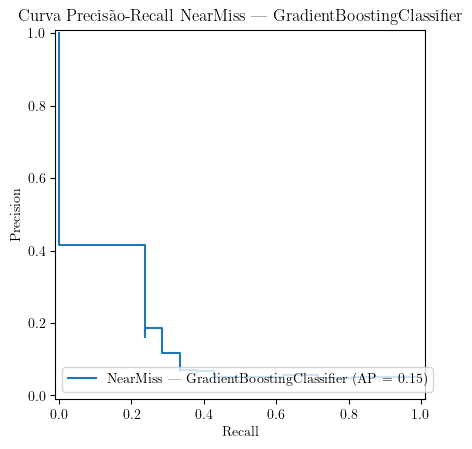 Curva Precisão-Recall NearMiss — GradientBoostingClassifier
1.0
0.8
0.6
0.4
0.2
0.0
Precision
NearMiss — GradientBoostingClassifier (AP = 0.15)
0.0 0.2 0.4 0.6 0.8 1.0
Recall